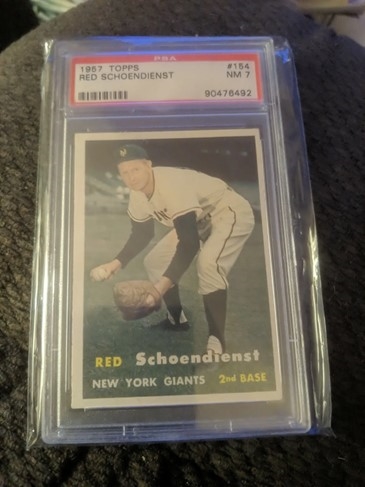 PSA
1957 TOPPS #154
RED SCHOENDIENST NM 7
90476492
RED Schoendienst
NEW YORK GIANTS 2nd BASE